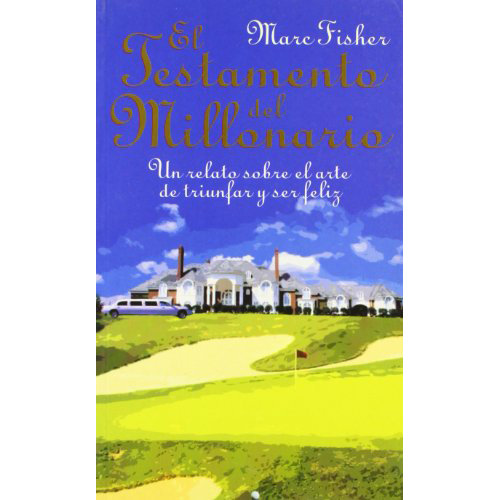 El
Marc Fisher
Testamento
del
Millonario
Un relato sobre el arte
de triunfar y ser feliz